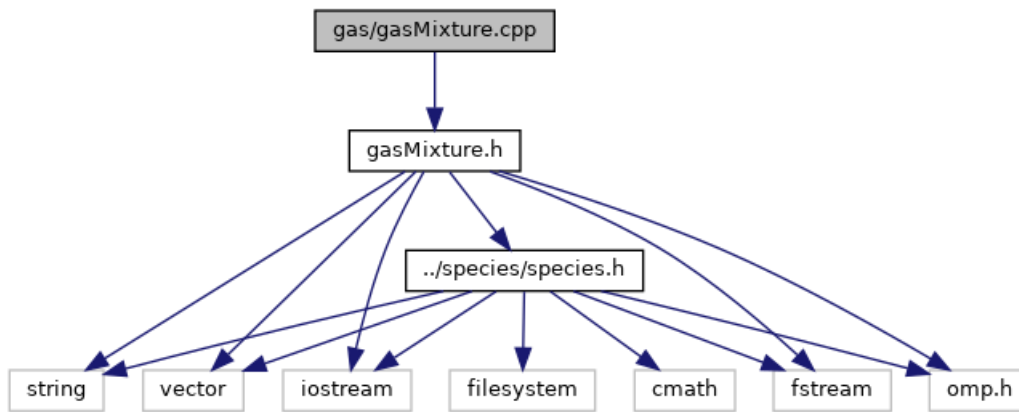 gas/gasMixture.cpp
gasMixture.h
../species/species.h
string
vector
iostream
filesystem
cmath
fstream
omp.h